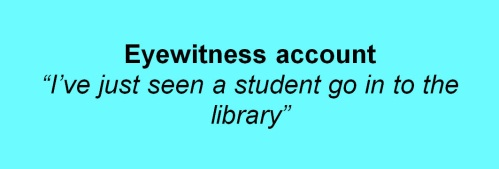 Eyewitness account
“I’ve just seen a student go in to the
library”